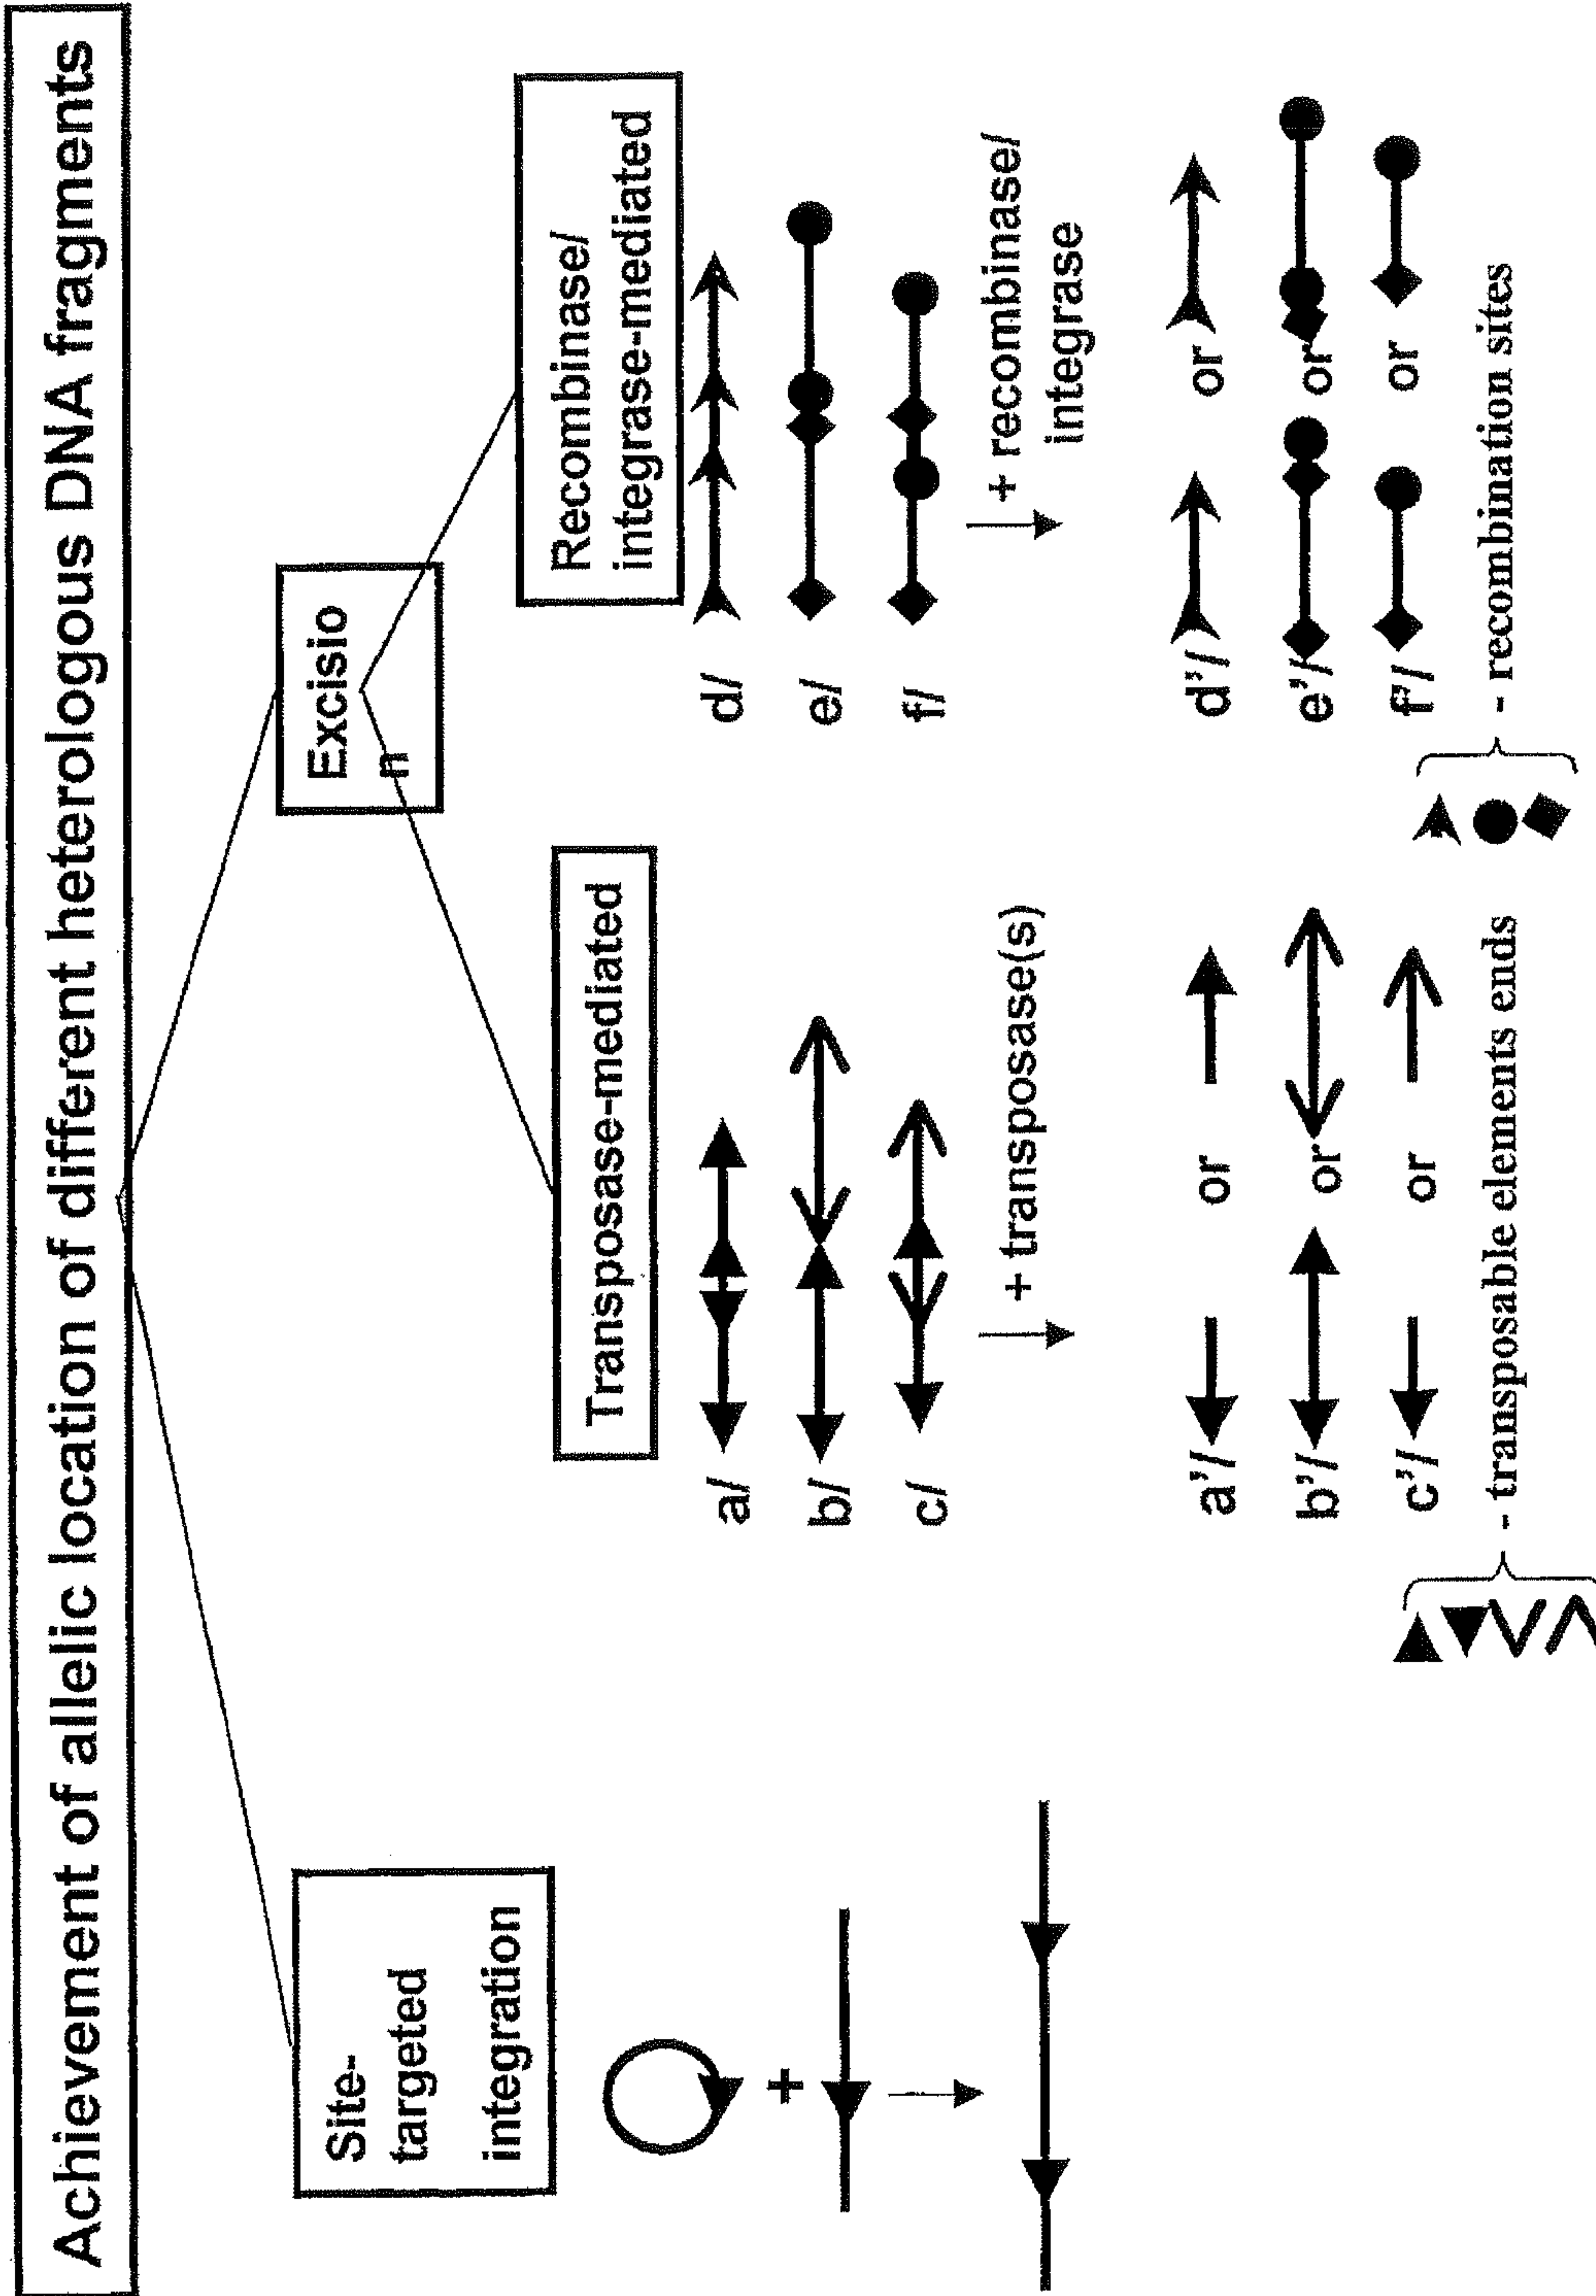 Achievement of allelic location of different heterologous DNA fragments
Site-
targeted
integration
+
Excisio
n
Transposase-mediated
a/
b/
c/
+ transposase(s)
a'/ or
b'/ or
c'/ or
- transposable elements ends
Recombinase/
integrase-mediated
d/
e/
f/
+ recombinase/
integrase
d'/ or
e'/ or
f'/ or
- recombination sites